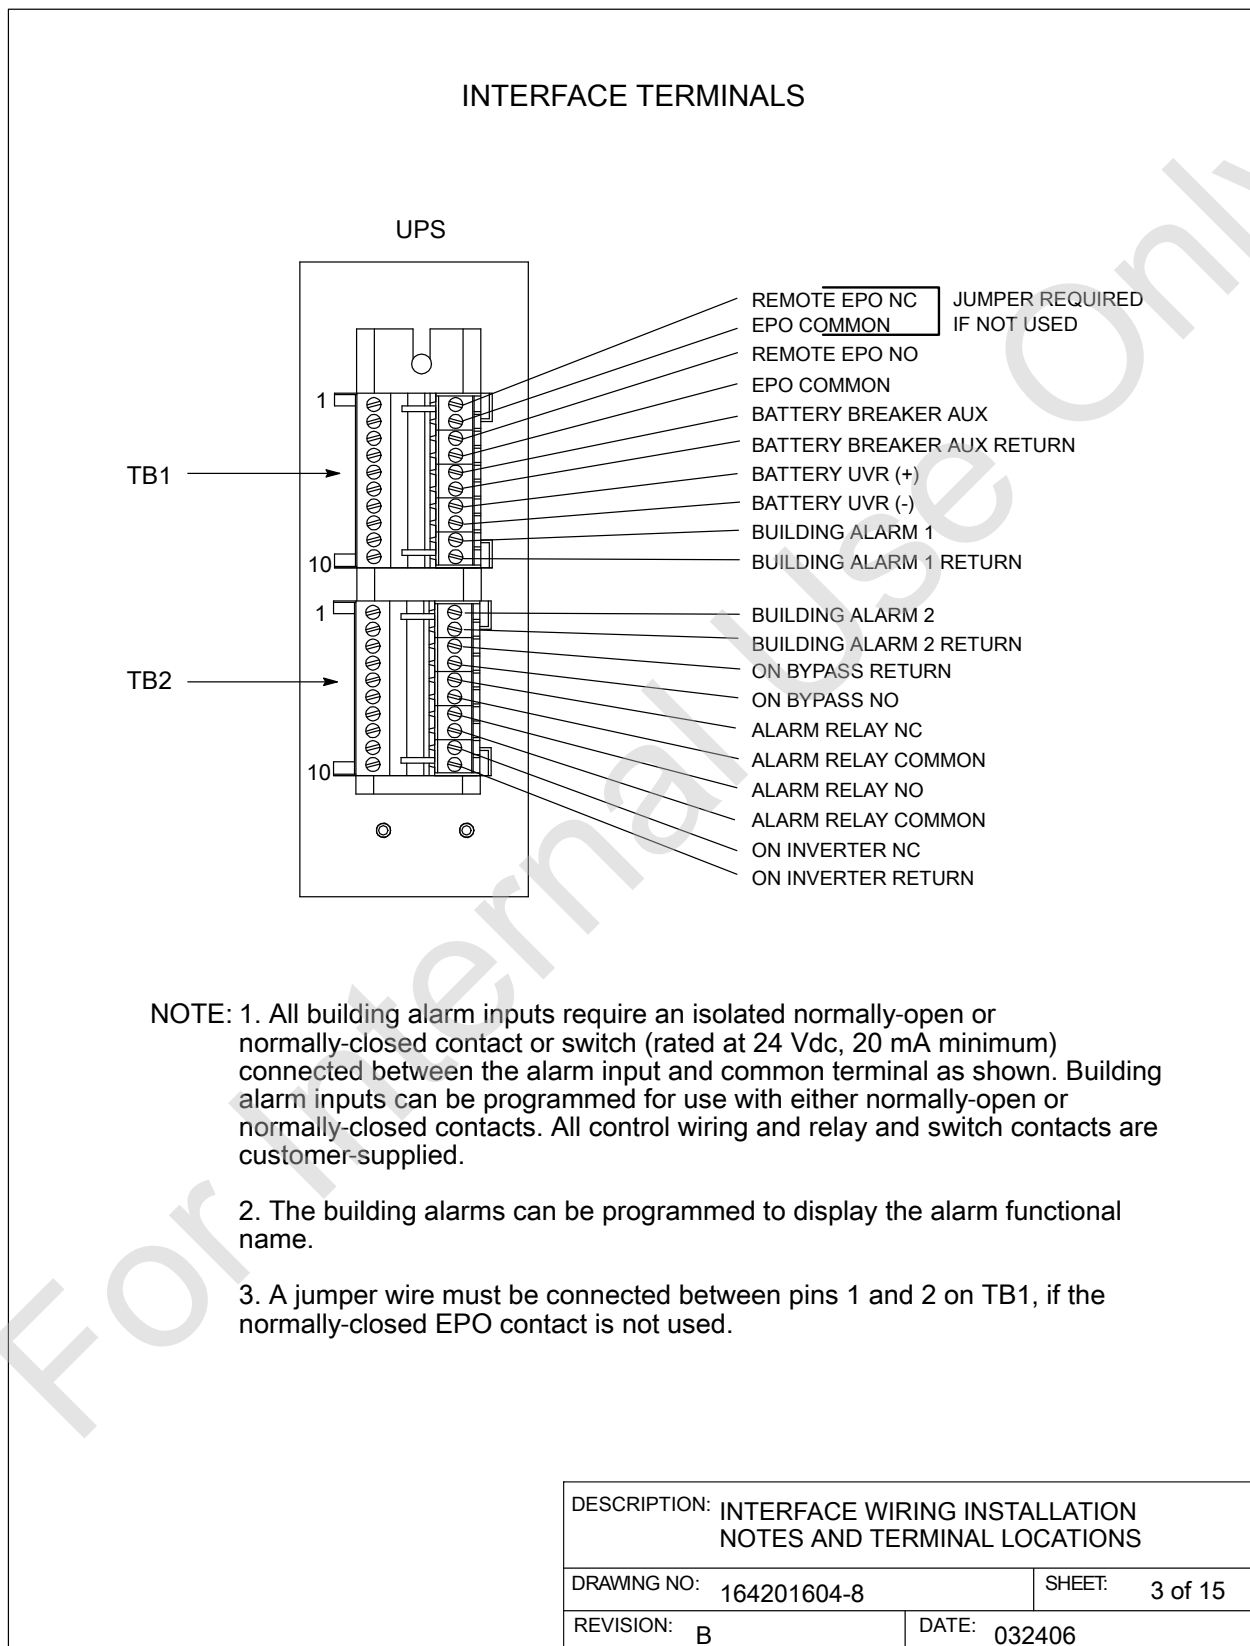 INTERFACE TERMINALS
UPS
REMOTE EPO NC
EPO COMMON
JUMPER REQUIRED
IF NOT USED
REMOTE EPO NO
EPO COMMON
BATTERY BREAKER AUX
BATTERY BREAKER AUX RETURN
BATTERY UVR (+)
BATTERY UVR (-)
BUILDING ALARM 1
BUILDING ALARM 1 RETURN
1
TB1
10
1
TB2
10
BUILDING ALARM 2
BUILDING ALARM 2 RETURN
ON BYPASS RETURN
ON BYPASS NO
ALARM RELAY NC
ALARM RELAY COMMON
ALARM RELAY NO
ALARM RELAY COMMON
ON INVERTER NC
ON INVERTER RETURN
NOTE: 1. All building alarm inputs require an isolated normally-open or
normally-closed contact or switch (rated at 24 Vdc, 20 mA minimum)
connected between the alarm input and common terminal as shown. Building
alarm inputs can be programmed for use with either normally-open or
normally-closed contacts. All control wiring and relay and switch contacts are
customer-supplied.
2. The building alarms can be programmed to display the alarm functional
name.
3. A jumper wire must be connected between pins 1 and 2 on TB1, if the
normally-closed EPO contact is not used.
DESCRIPTION: INTERFACE WIRING INSTALLATION
NOTES AND TERMINAL LOCATIONS
DRAWING NO: 164201604-8
SHEET: 3 of 15
REVISION: B
DATE: 032406
For Internal Use Only